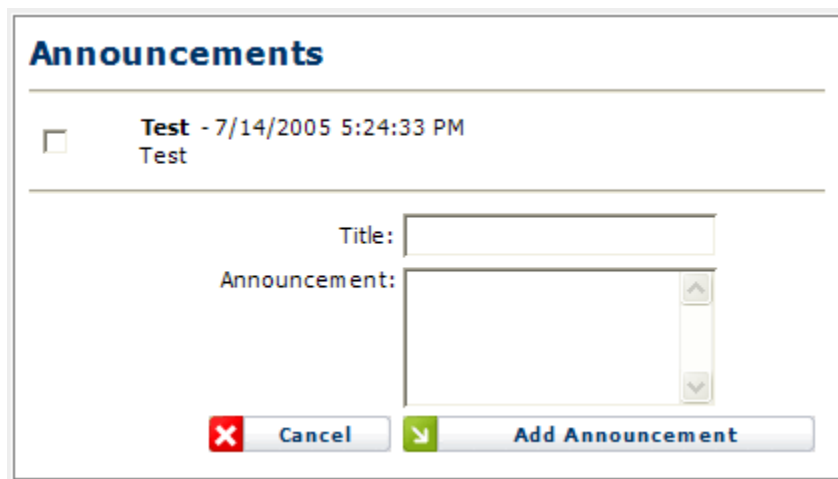 Announcements
Test - 7/14/2005 5:24:33 PM
Test
Title:
Announcement:
Cancel
Add Announcement